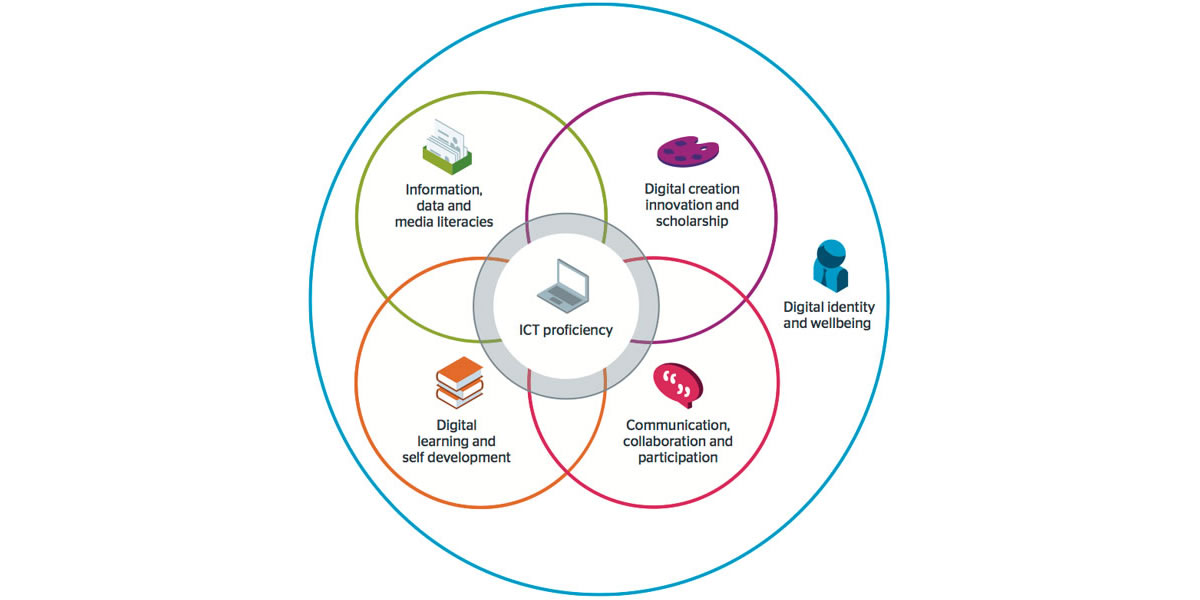 Information,
data and
media literacies
Digital creation
innovation and
scholarship
ICT proficiency
Digital identity
and wellbeing
Digital
learning and
self development
Communication,
collaboration and
participation